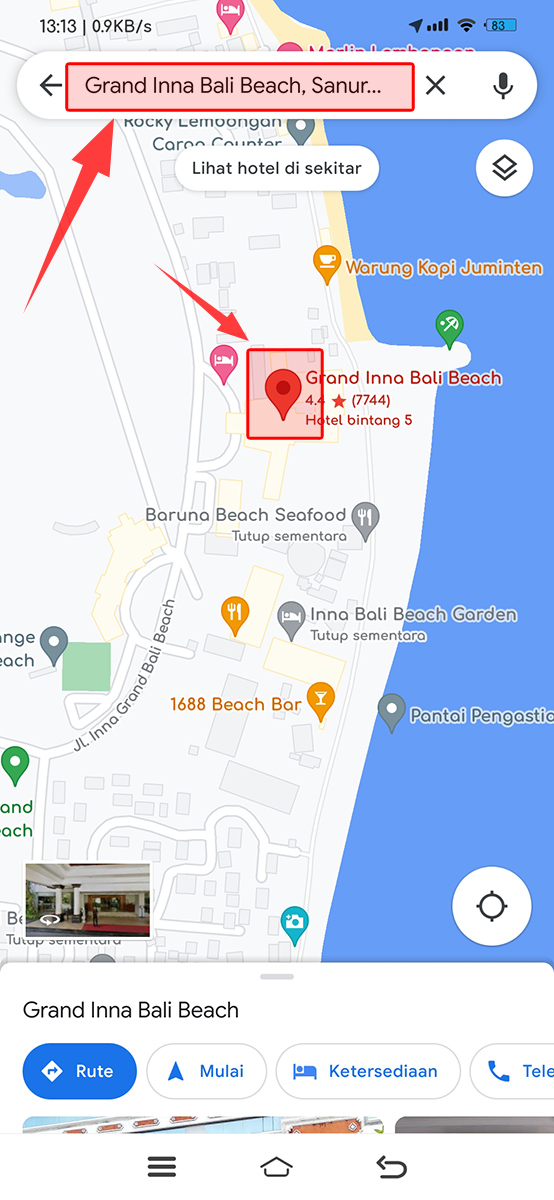 13:13 | 0.9KB/s
83
Merlin Lembongan
Grand Inna Bali Beach, Sanur...
Rocky Lembongan
Cargo Counter
Lihat hotel di sekitar
Warung Kopi Juminten
Grand Inna Bali Beach
4.4 ★ (7744)
Hotel bintang 5
Baruna Beach Seafood
Tutup sementara
Inna Bali Beach Garden
Tutup sementara
ange
each
1688 Beach Bar
Pantai Pengastia
Jl. Inna Grand Bali Beach
and
each
Be
Tutup sementara
Grand Inna Bali Beach
Rute
Mulai
Ketersediaan
Tele